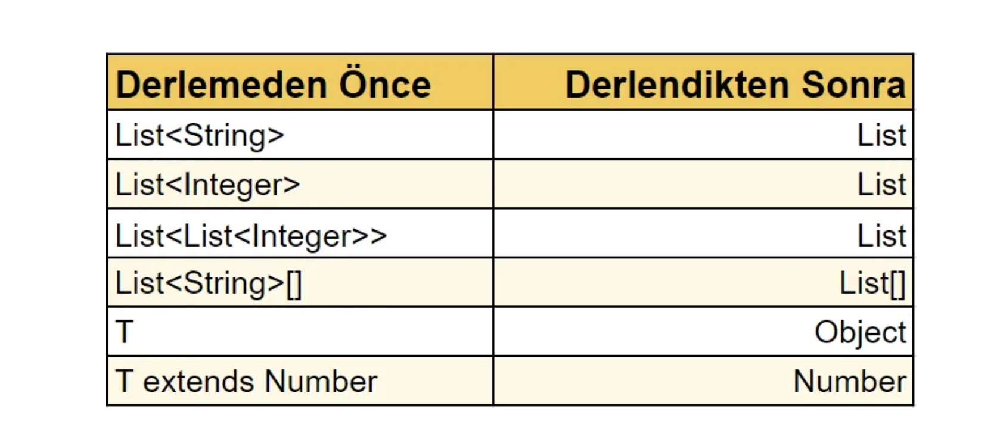 Derlemeden Önce Derlendikten Sonra
List<String> List
List<Integer> List
List<List<Integer>> List
List<String>[] List[]
T Object
T extends Number Number